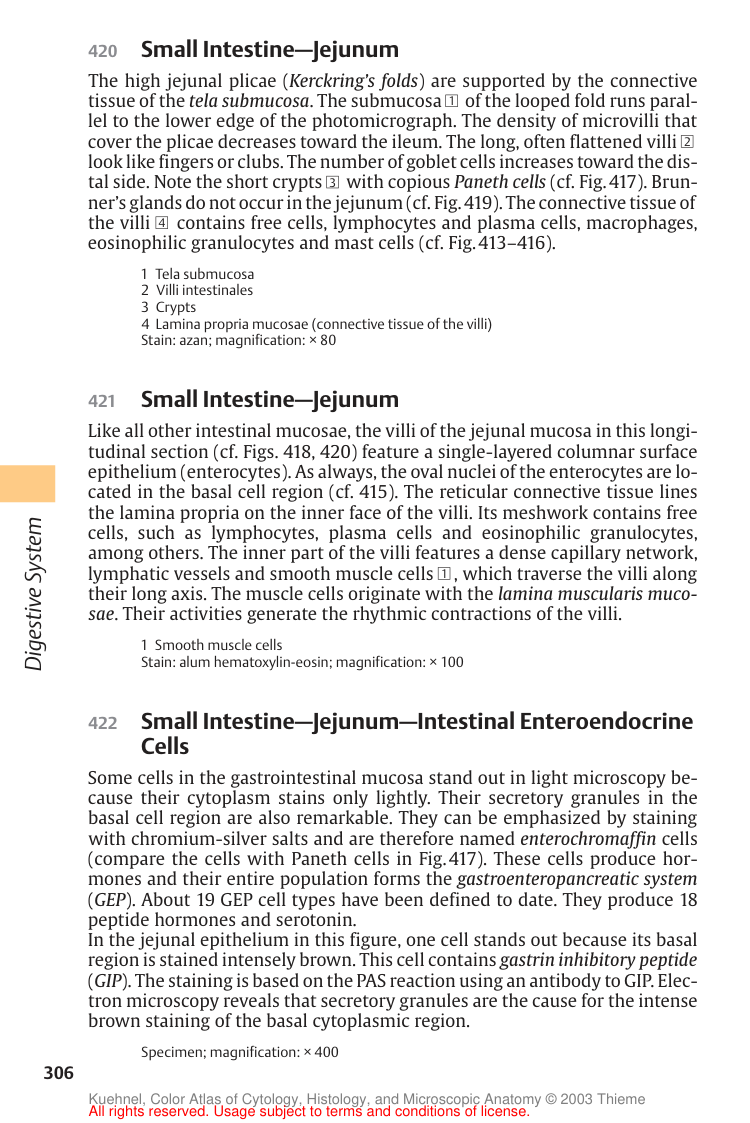 420 Small Intestine—Jejunum
The high jejunal plicae (Kerckring’s folds) are supported by the connective
tissue of the tela submucosa. The submucosa 1 of the looped fold runs paral-
lel to the lower edge of the photomicrograph. The density of microvilli that
cover the plicae decreases toward the ileum. The long, often flattened villi 2
look like fingers or clubs. The number of goblet cells increases toward the dis-
tal side. Note the short crypts 3 with copious Paneth cells (cf. Fig. 417). Brun-
ner’s glands do not occur in the jejunum (cf. Fig. 419). The connective tissue of
the villi 4 contains free cells, lymphocytes and plasma cells, macrophages,
eosinophilic granulocytes and mast cells (cf. Fig. 413–416).
1 Tela submucosa
2 Villi intestinales
3 Crypts
4 Lamina propria mucosae (connective tissue of the villi)
Stain: azan; magnification: × 80
421 Small Intestine—Jejunum
Like all other intestinal mucosae, the villi of the jejunal mucosa in this longi-
tudinal section (cf. Figs. 418, 420) feature a single-layered columnar surface
epithelium (enterocytes). As always, the oval nuclei of the enterocytes are lo-
cated in the basal cell region (cf. 415). The reticular connective tissue lines
the lamina propria on the inner face of the villi. Its meshwork contains free
cells, such as lymphocytes, plasma cells and eosinophilic granulocytes,
among others. The inner part of the villi features a dense capillary network,
lymphatic vessels and smooth muscle cells 1, which traverse the villi along
their long axis. The muscle cells originate with the lamina muscularis muco-
sae. Their activities generate the rhythmic contractions of the villi.
1 Smooth muscle cells
Stain: alum hematoxylin-eosin; magnification: × 100
Digestive System
422 Small Intestine—Jejunum—Intestinal Enteroendocrine
Cells
Some cells in the gastrointestinal mucosa stand out in light microscopy be-
cause their cytoplasm stains only lightly. Their secretory granules in the
basal cell region are also remarkable. They can be emphasized by staining
with chromium-silver salts and are therefore named enterochromaffin cells
(compare the cells with Paneth cells in Fig. 417). These cells produce hor-
mones and their entire population forms the gastroenteropancreatic system
(GEP). About 19 GEP cell types have been defined to date. They produce 18
peptide hormones and serotonin.
In the jejunal epithelium in this figure, one cell stands out because its basal
region is stained intensely brown. This cell contains gastrin inhibitory peptide
(GIP). The staining is based on the PAS reaction using an antibody to GIP. Elec-
tron microscopy reveals that secretory granules are the cause for the intense
brown staining of the basal cytoplasmic region.
Specimen; magnification: × 400
306
Kuehnel, Color Atlas of Cytology, Histology, and Microscopic Anatomy © 2003 Thieme
All rights reserved. Usage subject to terms and conditions of license.